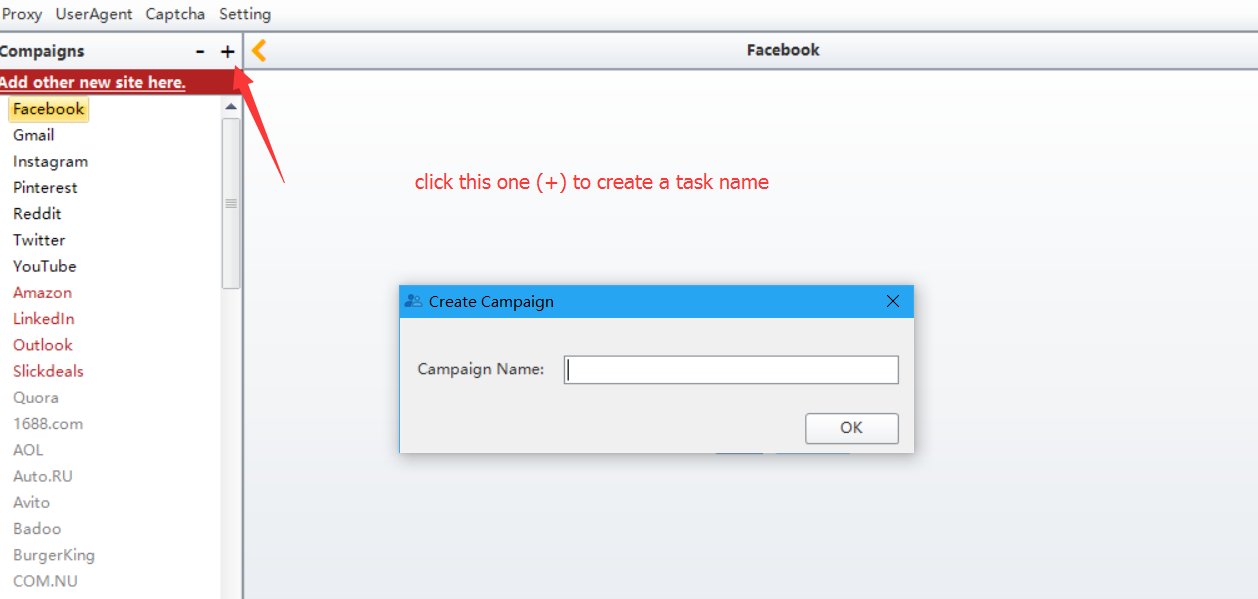 Proxy UserAgent Captcha Setting
Compaigns - +
Facebook
Add other new site here.
Facebook
Gmail
Instagram
Pinterest
Reddit
Twitter
YouTube
Amazon
LinkedIn
Outlook
Slickdeals
Quora
1688.com
AOL
Auto.RU
Avito
Badoo
BurgerKing
COM.NU
click this one (+) to create a task name
Create Campaign
Campaign Name:
OK